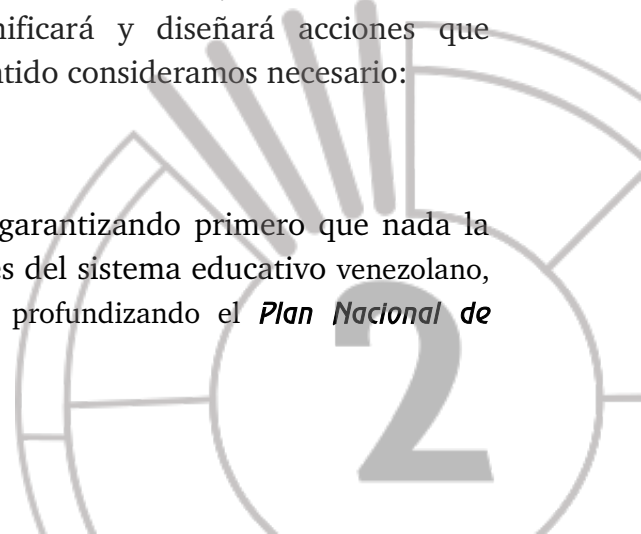 nificará y diseñará acciones que
ntido consideramos necesario:
garantizando primero que nada la
es del sistema educativo venezolano,
profundizando el Plan Nacional de
2